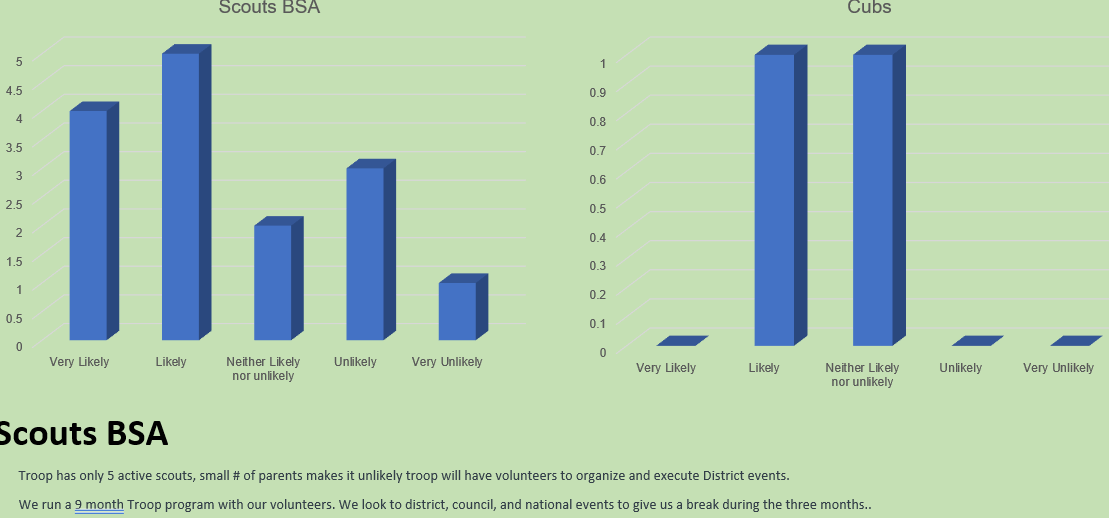 Scouts BSA
5
4.5
4
3.5
3
2.5
2
1.5
1
0.5
0
Very Likely
Likely
Neither Likely
nor unlikely
Unlikely
Very Unlikely
Cubs
1
0.9
0.8
0.7
0.6
0.5
0.4
0.3
0.2
0.1
0
Very Likely
Likely
Neither Likely
nor unlikely
Unlikely
Very Unlikely
Scouts BSA
Troop has only 5 active scouts, small # of parents makes it unlikely troop will have volunteers to organize and execute District events.
We run a 9 month Troop program with our volunteers. We look to district, council, and national events to give us a break during the three months..